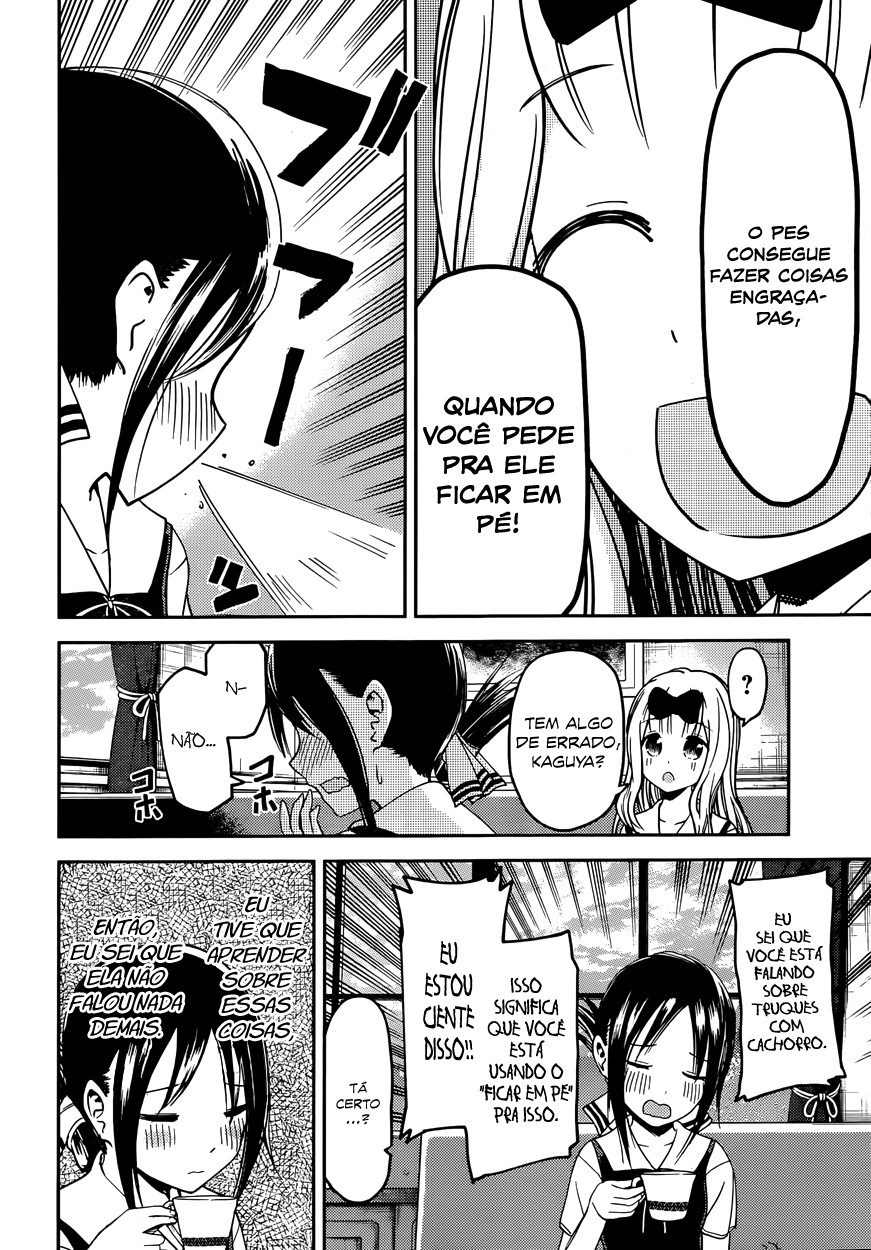 O PES
CONSEGUE
FAZER COISAS
ENGRAÇA-
DAS,
QUANDO
VOCÊ PEDE
PRA ELE
FICAR EM
PÉ!
ブフー
ゴホ
?
TEM ALGO
DE ERRADO,
KAGUYA?
N-
NÃO...
コホ
コホ
EU
SEI QUE
VOCÊ ESTÁ
FALANDO
SOBRE
TRUQUES
COM
CACHORRO.
ISSO
SIGNIFICA
QUE VOCÊ
ESTÁ
USANDO O
"FICAR EM PÉ"
PRA ISSO.
EU
ESTOU
CIENTE
DISSO!!
TÁ
CERTO
...?
EU
TIVE QUE
APRENDER
SOBRE
ESSAS
COISAS,
ENTÃO,
EU SEI QUE
ELA NÃO
FALOU NADA
DEMAIS.